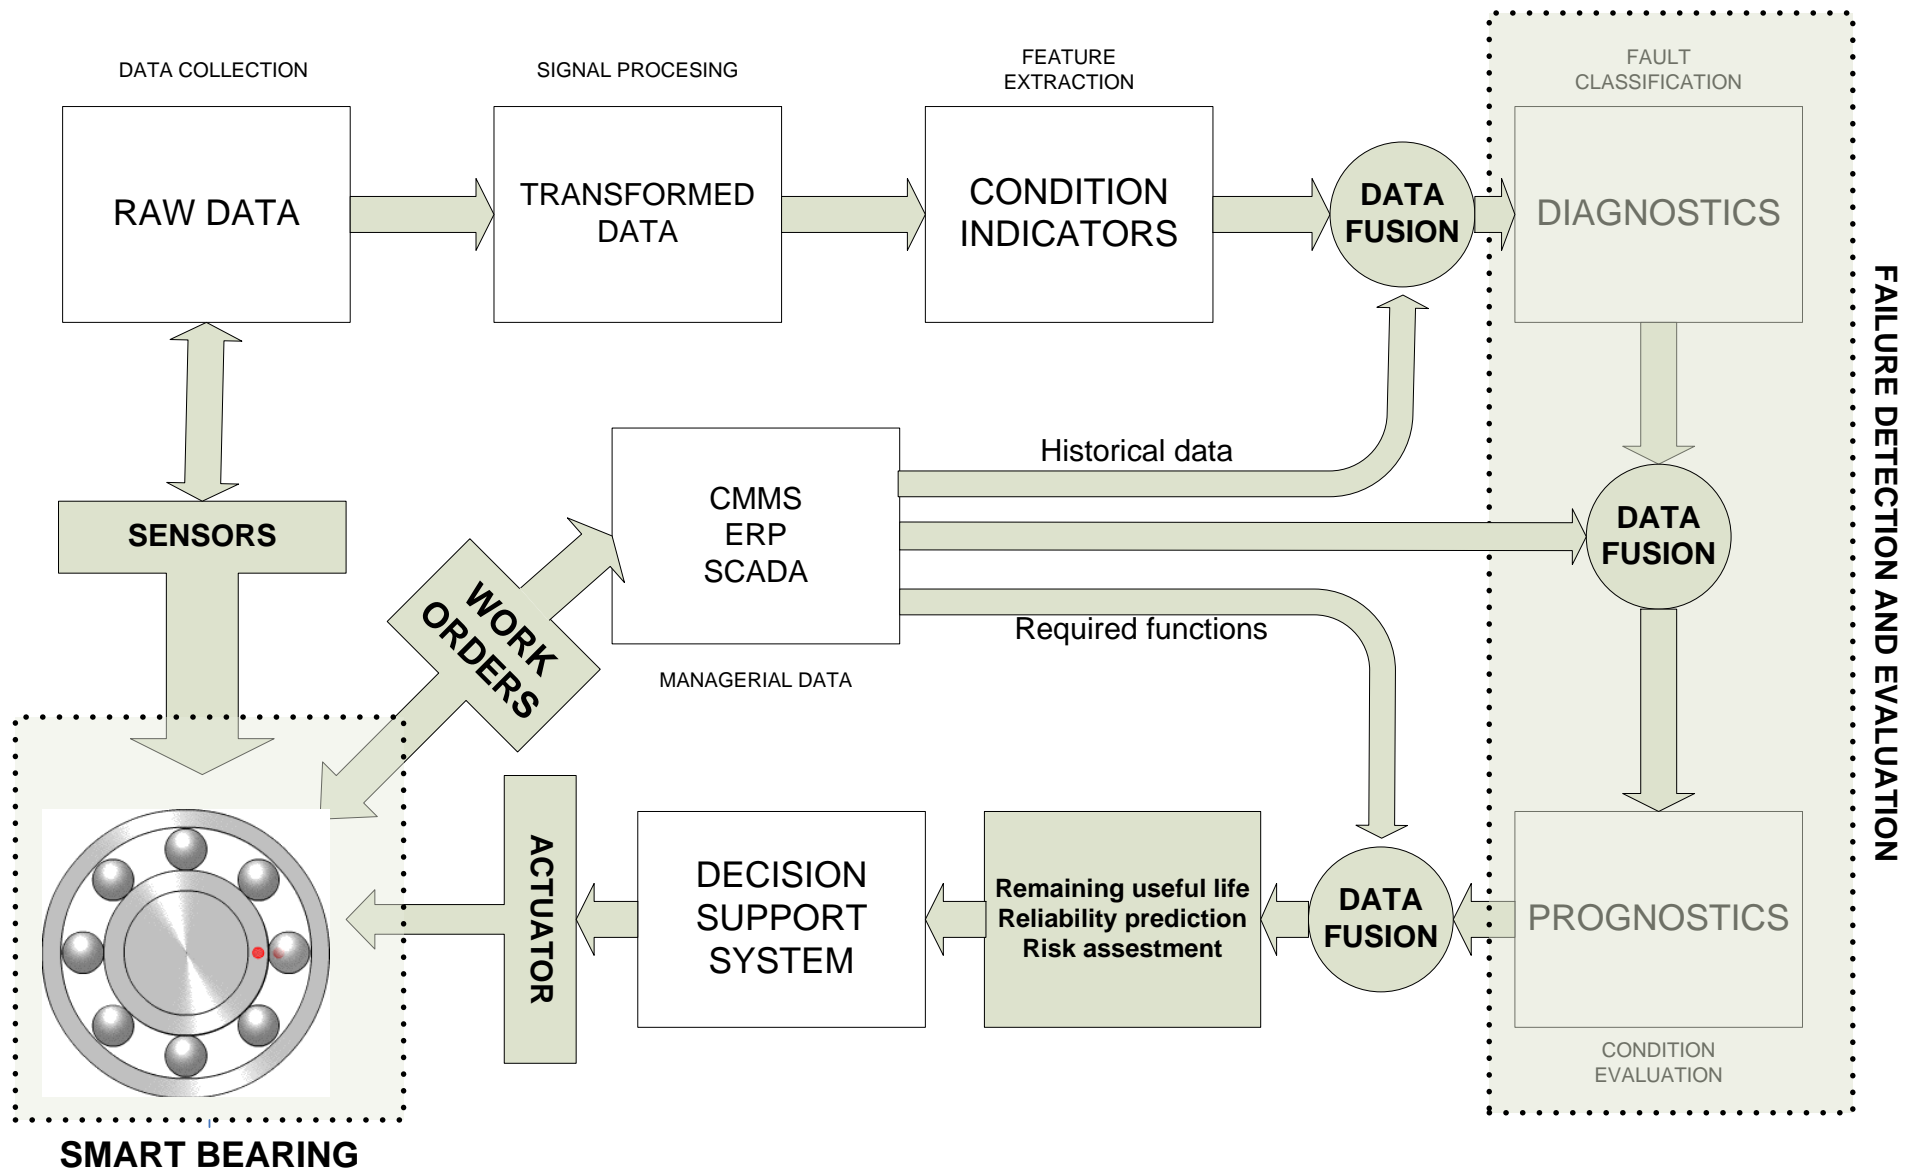 DATA COLLECTION
SIGNAL PROCESING
FEATURE
EXTRACTION
FAULT
CLASSIFICATION
RAW DATA
TRANSFORMED
DATA
CONDITION
INDICATORS
DATA
FUSION
DIAGNOSTICS
FAILURE DETECTION AND EVALUATION
SENSORS
WORK
ORDERS
CMMS
ERP
SCADA
MANAGERIAL DATA
Historical data
Required functions
DATA
FUSION
ACTUATOR
DECISION
SUPPORT
SYSTEM
Remaining useful life
Reliability prediction
Risk assestment
DATA
FUSION
PROGNOSTICS
CONDITION
EVALUATION
SMART BEARING